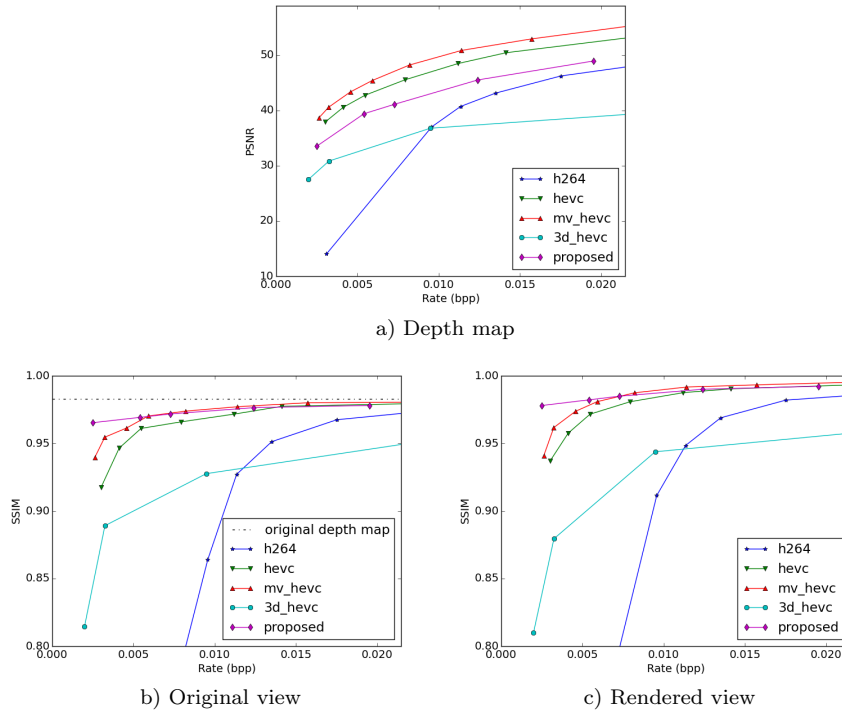 50
40
30
20
10
PSNR
h264
hevc
mv_hevc
3d_hevc
proposed
0.000 0.005 0.010 0.015 0.020
Rate (bpp)
a) Depth map
1.00
0.95
0.90
0.85
0.80
SSIM
original depth map
h264
hevc
mv_hevc
3d_hevc
proposed
0.000 0.005 0.010 0.015 0.020
Rate (bpp)
b) Original view
1.00
0.95
0.90
0.85
0.80
SSIM
h264
hevc
mv_hevc
3d_hevc
proposed
0.000 0.005 0.010 0.015 0.020
Rate (bpp)
c) Rendered view